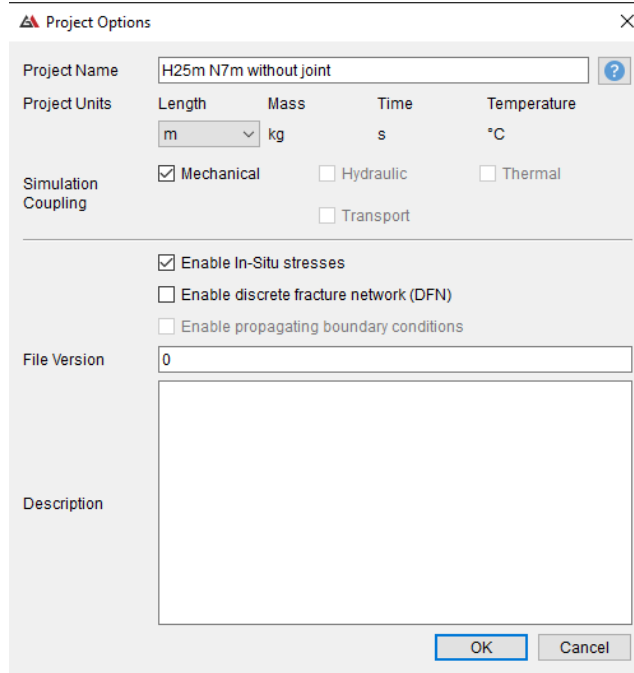 Project Options
Project Name H25m N7m without joint ?
Project Units Length Mass Time Temperature
m kg s °C
Simulation Coupling
Mechanical Hydraulic Thermal
Transport
Enable In-Situ stresses
Enable discrete fracture network (DFN)
Enable propagating boundary conditions
File Version 0
Description
OK Cancel